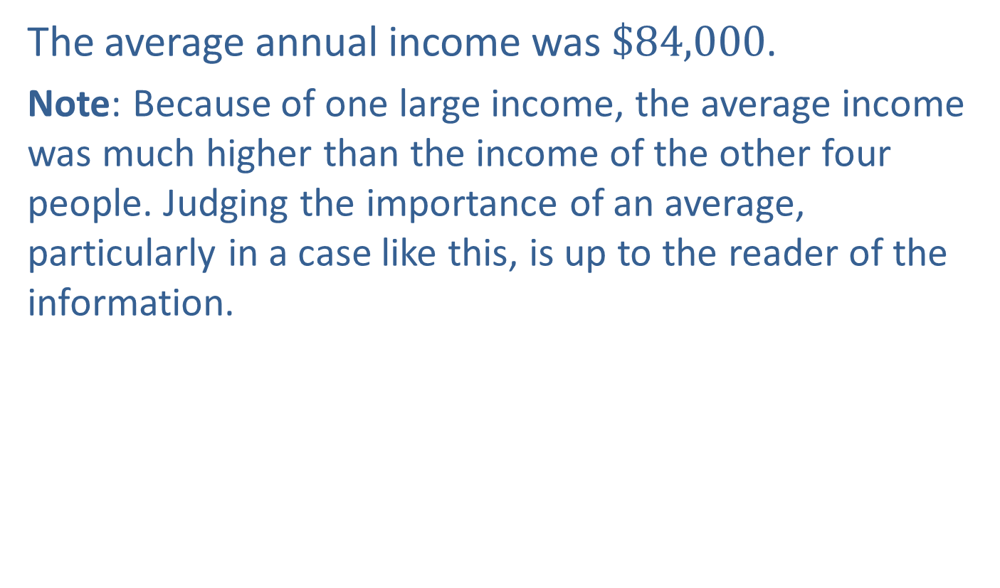 The average annual income was $84,000.
Note: Because of one large income, the average income
was much higher than the income of the other four
people. Judging the importance of an average,
particularly in a case like this, is up to the reader of the
information.